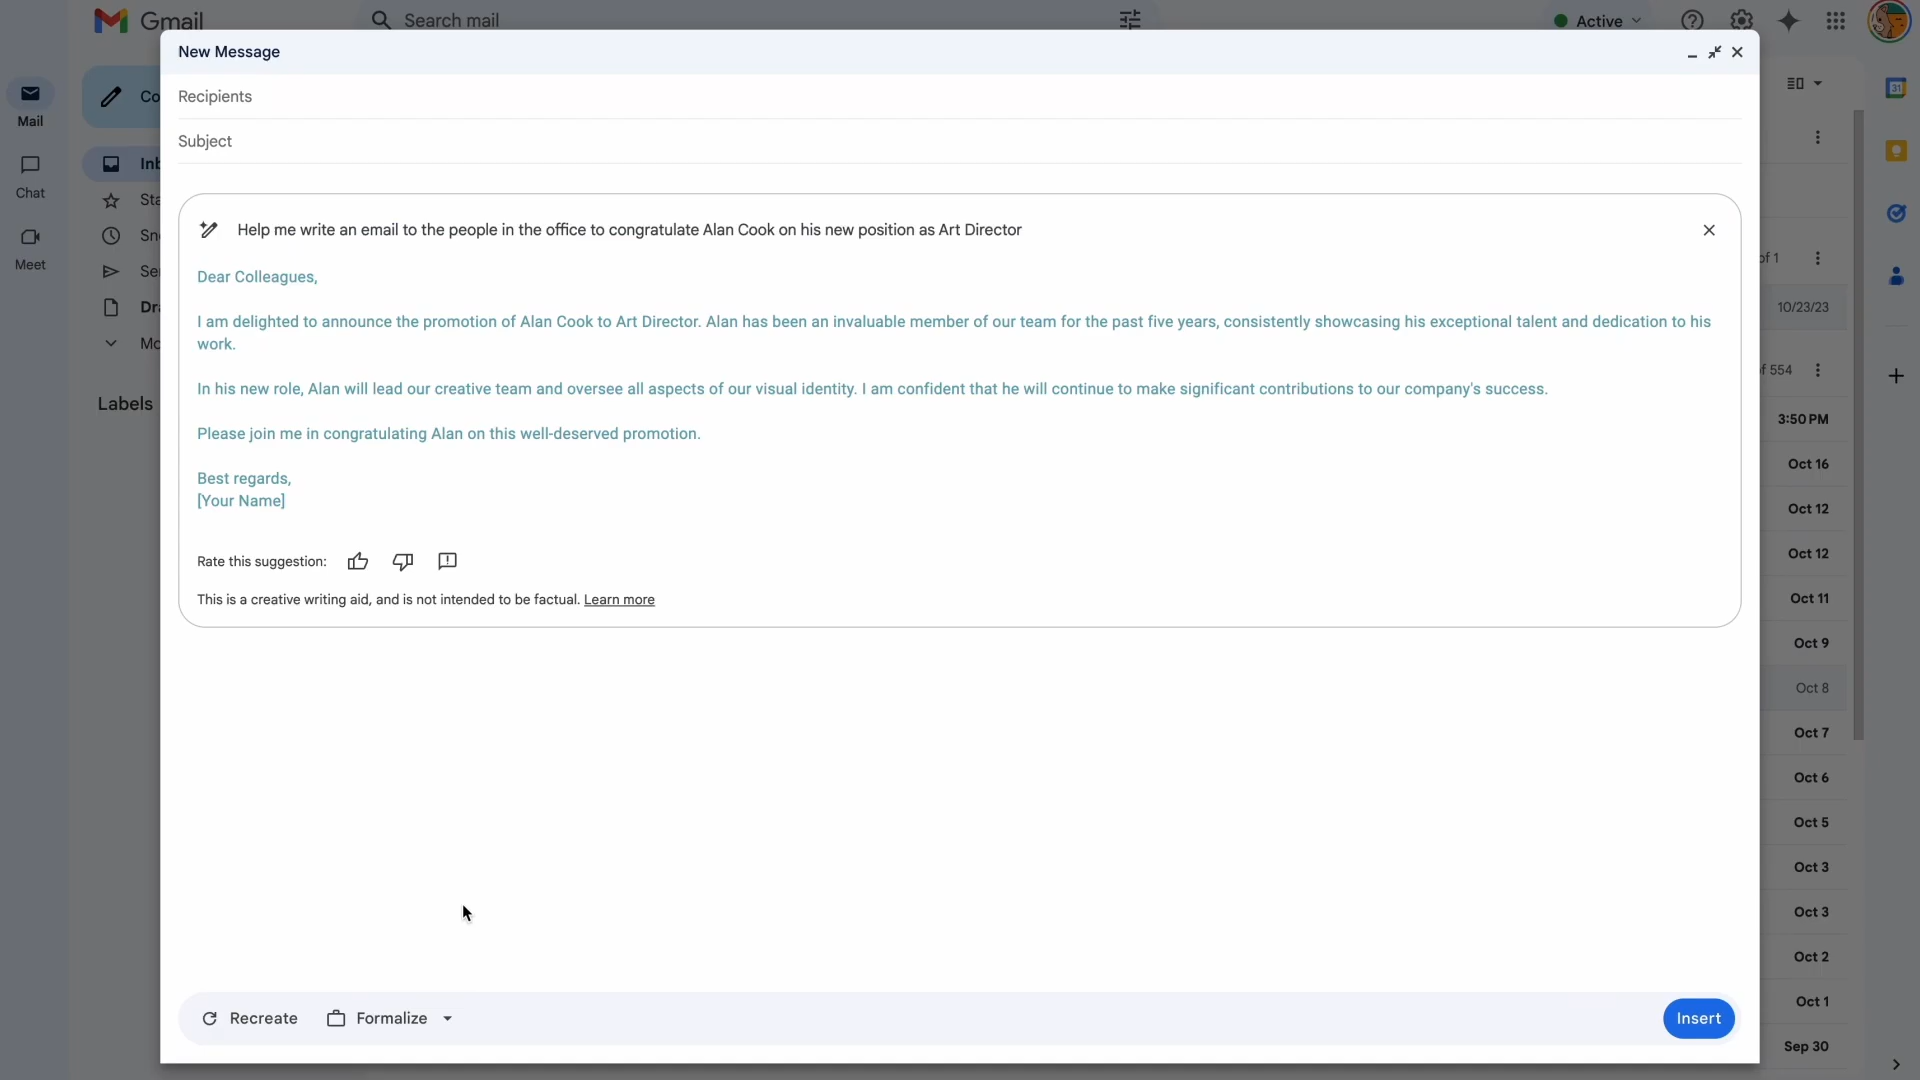 Gmail
Search mail
Active
New Message
Recipients
Subject
Mail
Chat
Meet
Labels
Help me write an email to the people in the office to congratulate Alan Cook on his new position as Art Director
Dear Colleagues,
I am delighted to announce the promotion of Alan Cook to Art Director. Alan has been an invaluable member of our team for the past five years, consistently showcasing his exceptional talent and dedication to his
work.
In his new role, Alan will lead our creative team and oversee all aspects of our visual identity. I am confident that he will continue to make significant contributions to our company's success.
Please join me in congratulating Alan on this well-deserved promotion.
Best regards,
[Your Name]
Rate this suggestion:
This is a creative writing aid, and is not intended to be factual. Learn more
Recreate Formalize
Insert
31
of 1
10/23/23
of 554
3:50 PM
Oct 16
Oct 12
Oct 12
Oct 11
Oct 9
Oct 8
Oct 7
Oct 6
Oct 5
Oct 3
Oct 3
Oct 2
Oct 1
Sep 30